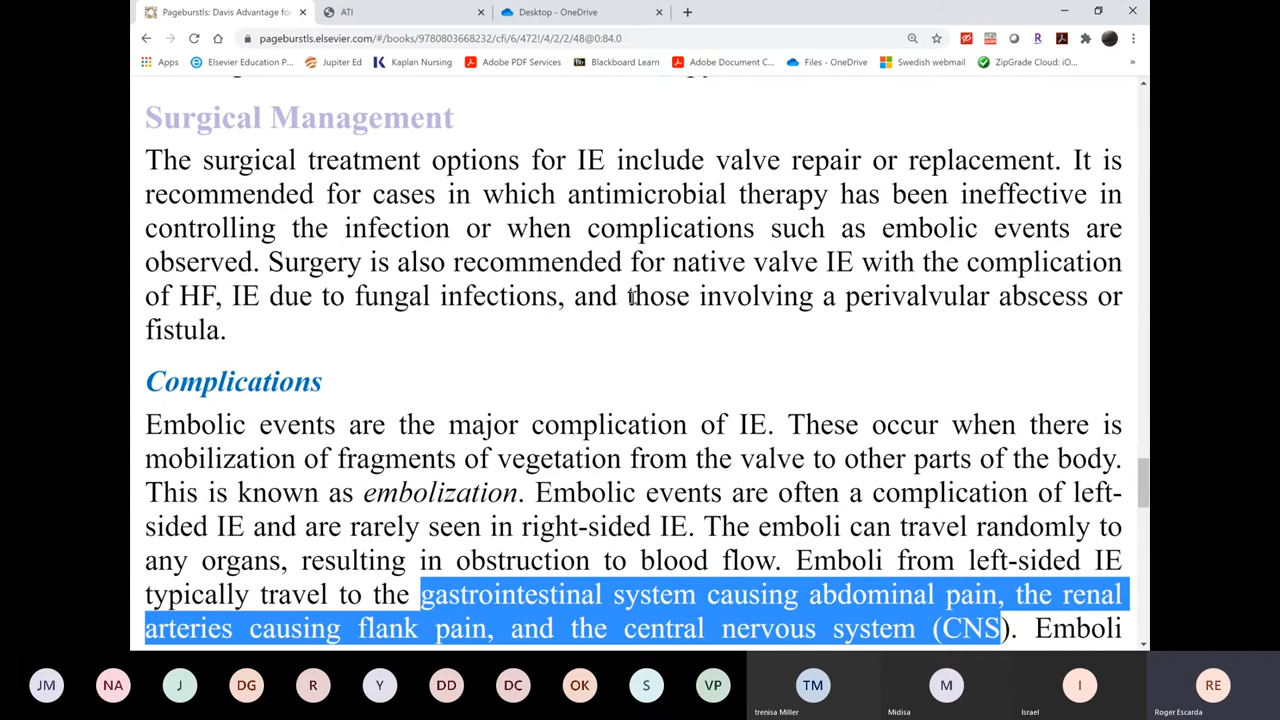 Pageburstls: Davis Advantage for
ATI
Desktop - OneDrive
pageburstls.elsevier.com/#/books/9780803668232/cfi/6/472!/4/2/2/48@0:84.0
Apps
Elsevier Education P...
Jupiter Ed
Kaplan Nursing
Adobe PDF Services
Blackboard Learn
Adobe Document C...
Files - OneDrive
Swedish webmail
ZipGrade Cloud: iO...
Surgical Management
The surgical treatment options for IE include valve repair or replacement. It is
recommended for cases in which antimicrobial therapy has been ineffective in
controlling the infection or when complications such as embolic events are
observed. Surgery is also recommended for native valve IE with the complication
of HF, IE due to fungal infections, and those involving a perivalvular abscess or
fistula.
Complications
Embolic events are the major complication of IE. These occur when there is
mobilization of fragments of vegetation from the valve to other parts of the body.
This is known as embolization. Embolic events are often a complication of left-
sided IE and are rarely seen in right-sided IE. The emboli can travel randomly to
any organs, resulting in obstruction to blood flow. Emboli from left-sided IE
typically travel to the gastrointestinal system causing abdominal pain, the renal
arteries causing flank pain, and the central nervous system (CNS). Emboli
JM
NA
J
DG
R
Y
DD
DC
OK
S
VP
TM
M
I
RE
trenisa Miller
Midisa
Israel
Roger Escarda